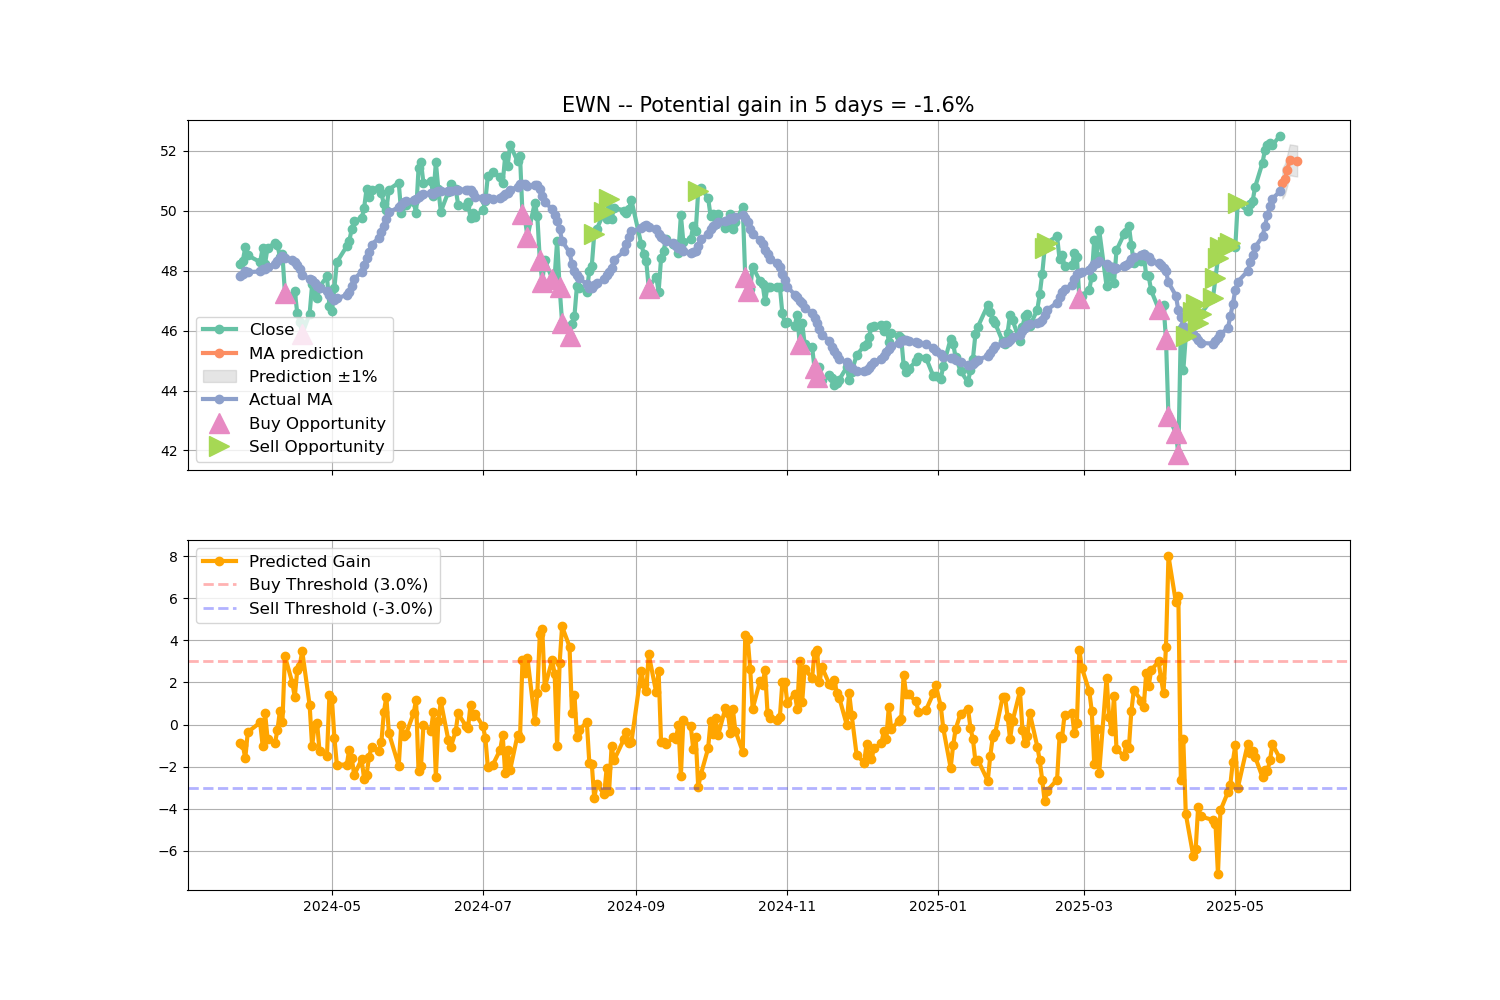 EWN -- Potential gain in 5 days = -1.6%
52
50
48
46
44
42
Close
MA prediction
Prediction ±1%
Actual MA
Buy Opportunity
Sell Opportunity
8
6
4
2
0
−2
−4
−6
Predicted Gain
Buy Threshold (3.0%)
Sell Threshold (-3.0%)
2024-05
2024-07
2024-09
2024-11
2025-01
2025-03
2025-05